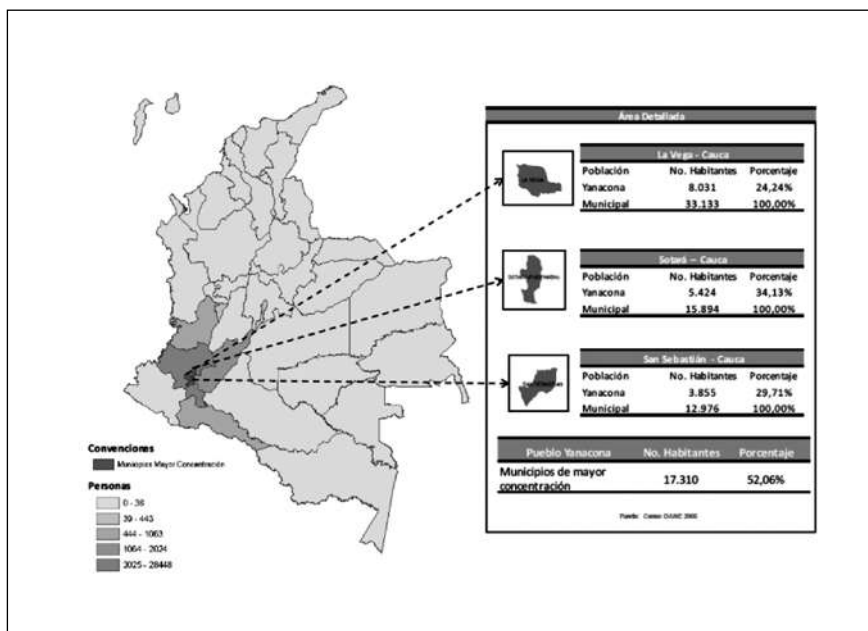 Área Detallada
La Vega - Cauca
Población No. Habitantes Porcentaje
Yanacona 8.031 24,24%
Municipal 33.133 100,00%
LA VEGA
Sotará – Cauca
Población No. Habitantes Porcentaje
Yanacona 5.424 34,13%
Municipal 15.894 100,00%
San Sebastián - Cauca
Población No. Habitantes Porcentaje
Yanacona 3.855 29,71%
Municipal 12.976 100,00%
Pueblo Yanacona No. Habitantes Porcentaje
Municipios de mayor
concentración 17.310 52,06%
Fuente: Censo DANE 2005
Convenciones
Municipios Mayor Concentración
Personas
0 - 38
39 - 443
444 - 1063
1064 - 2024
2025 - 28448